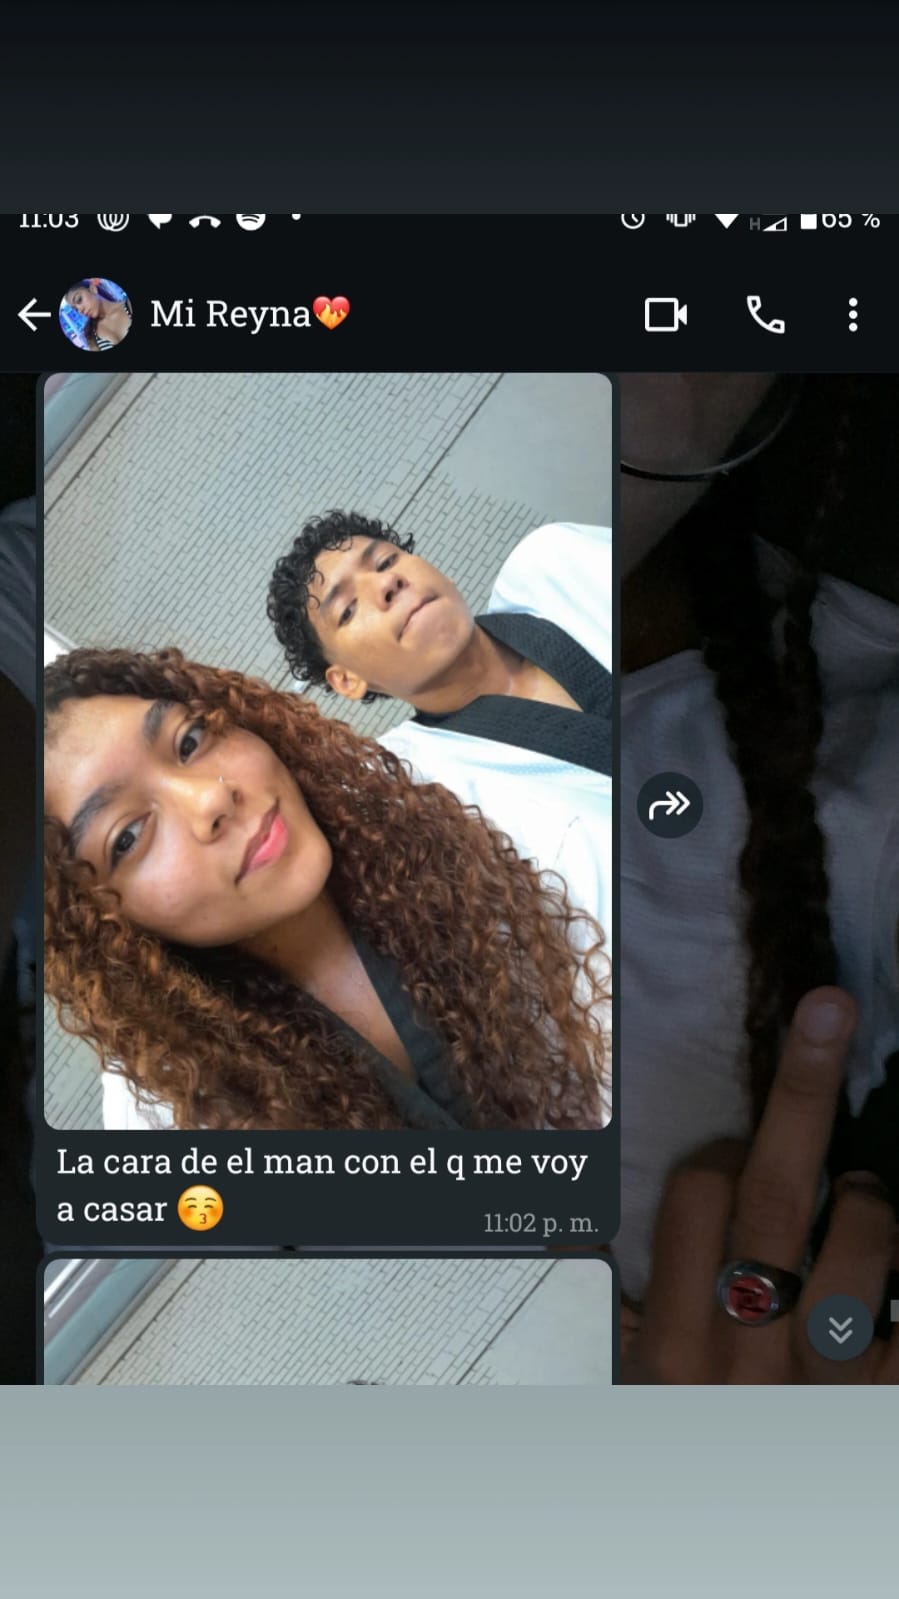 11:03
65 %
Mi Reyna❤️‍🔥
La cara de el man con el q me voy
a casar 😚
11:02 p. m.